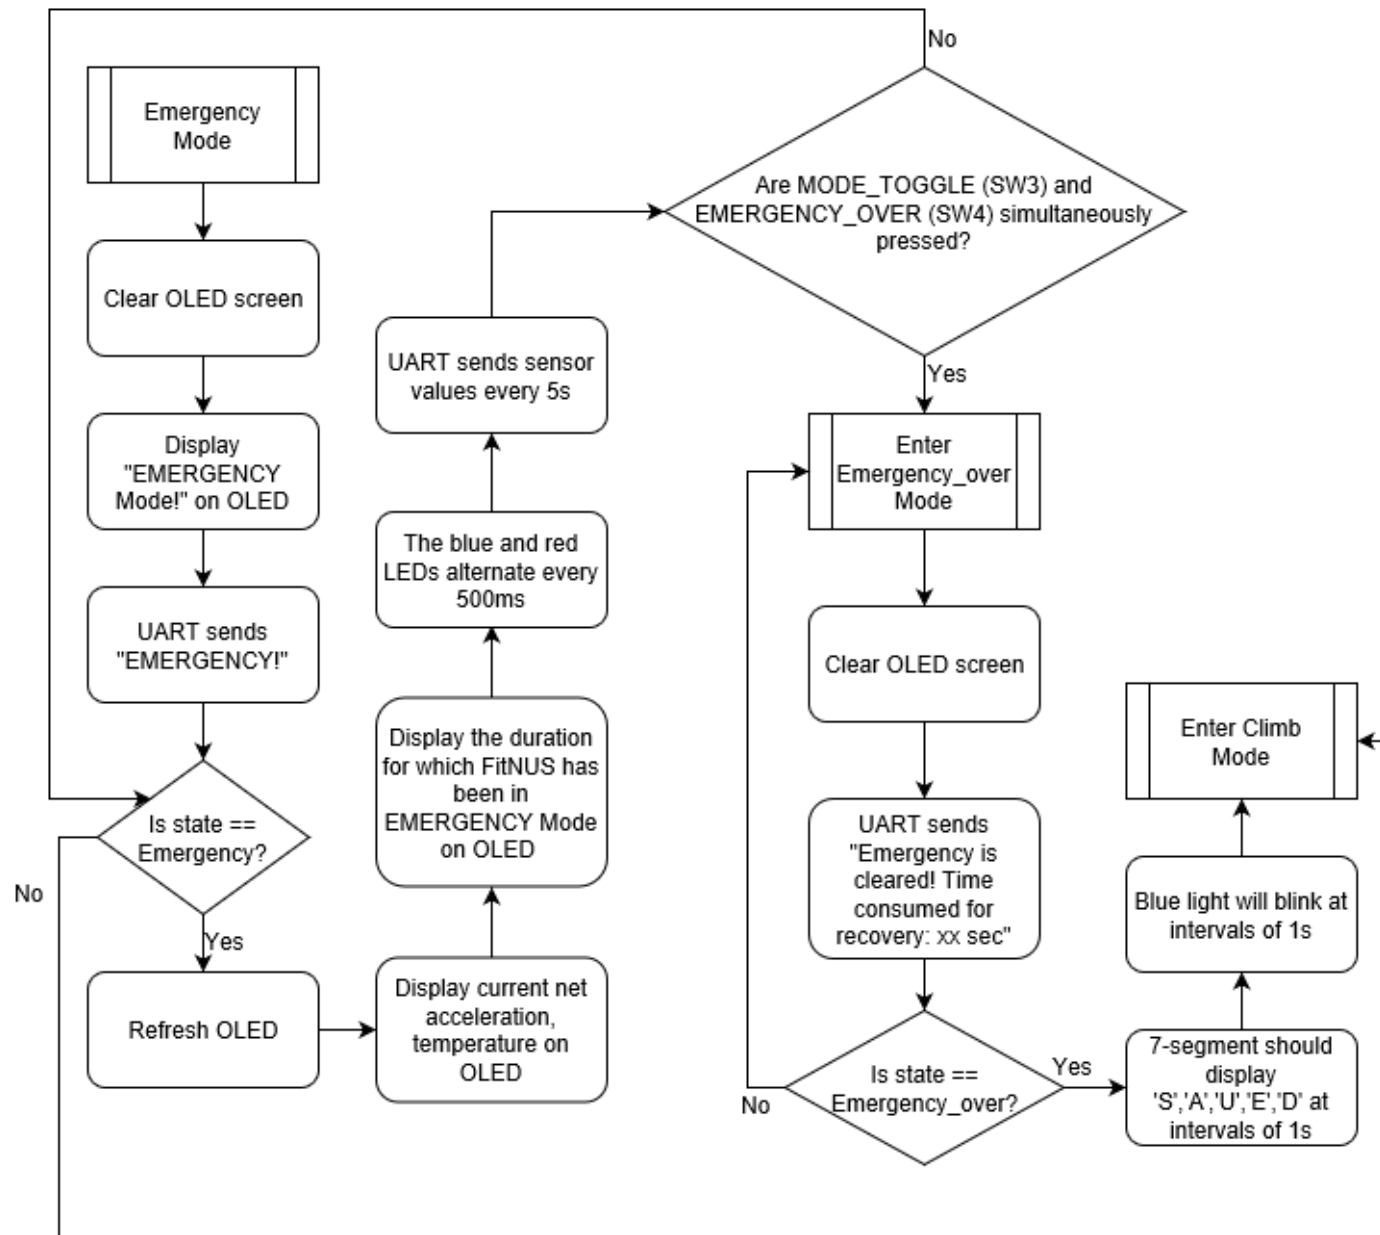 Emergency
Mode
Clear OLED screen
Display
"EMERGENCY
Mode!" on OLED
UART sends
"EMERGENCY!"
Is state ==
Emergency?
No
Yes
Refresh OLED
Display current net
acceleration,
temperature on
OLED
Display the duration
for which FitNUS has
been in
EMERGENCY Mode
on OLED
The blue and red
LEDs alternate every
500ms
UART sends sensor
values every 5s
Are MODE_TOGGLE (SW3) and
EMERGENCY_OVER (SW4) simultaneously
pressed?
No
Yes
Enter
Emergency_over
Mode
Clear OLED screen
UART sends
"Emergency is
cleared! Time
consumed for
recovery: xx sec"
Is state ==
Emergency_over?
No
Yes
7-segment should
display
'S','A','U','E','D' at
intervals of 1s
Blue light will blink at
intervals of 1s
Enter Climb
Mode